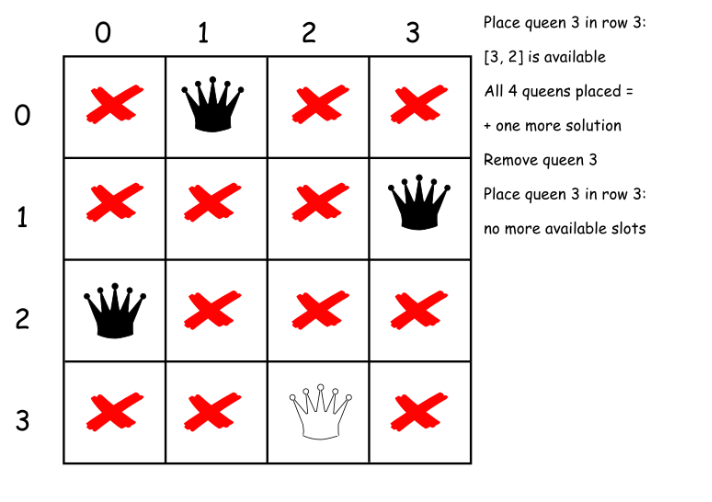 0 1 2 3
0
1
2
3
Place queen 3 in row 3:
[3, 2] is available
All 4 queens placed =
+ one more solution
Remove queen 3
Place queen 3 in row 3:
no more available slots